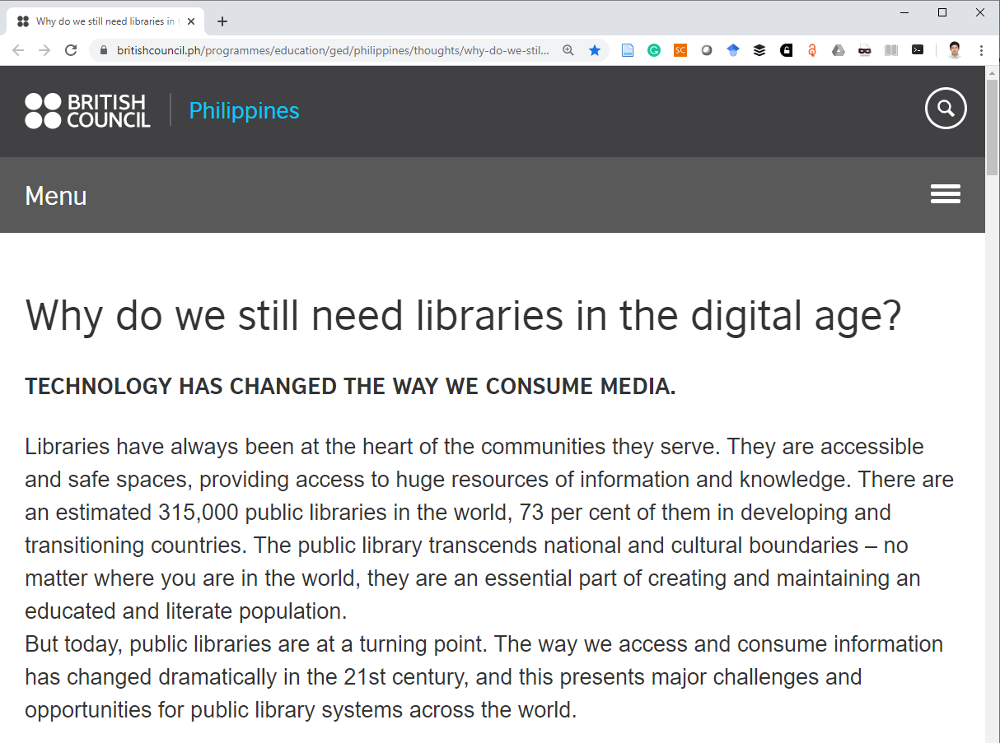 Why do we still need libraries in t
britishcouncil.ph/programmes/education/ged/philippines/thoughts/why-do-we-stil...
SC
BRITISH
COUNCIL
Philippines
Menu
Why do we still need libraries in the digital age?
TECHNOLOGY HAS CHANGED THE WAY WE CONSUME MEDIA.
Libraries have always been at the heart of the communities they serve. They are accessible
and safe spaces, providing access to huge resources of information and knowledge. There are
an estimated 315,000 public libraries in the world, 73 per cent of them in developing and
transitioning countries. The public library transcends national and cultural boundaries – no
matter where you are in the world, they are an essential part of creating and maintaining an
educated and literate population.
But today, public libraries are at a turning point. The way we access and consume information
has changed dramatically in the 21st century, and this presents major challenges and
opportunities for public library systems across the world.